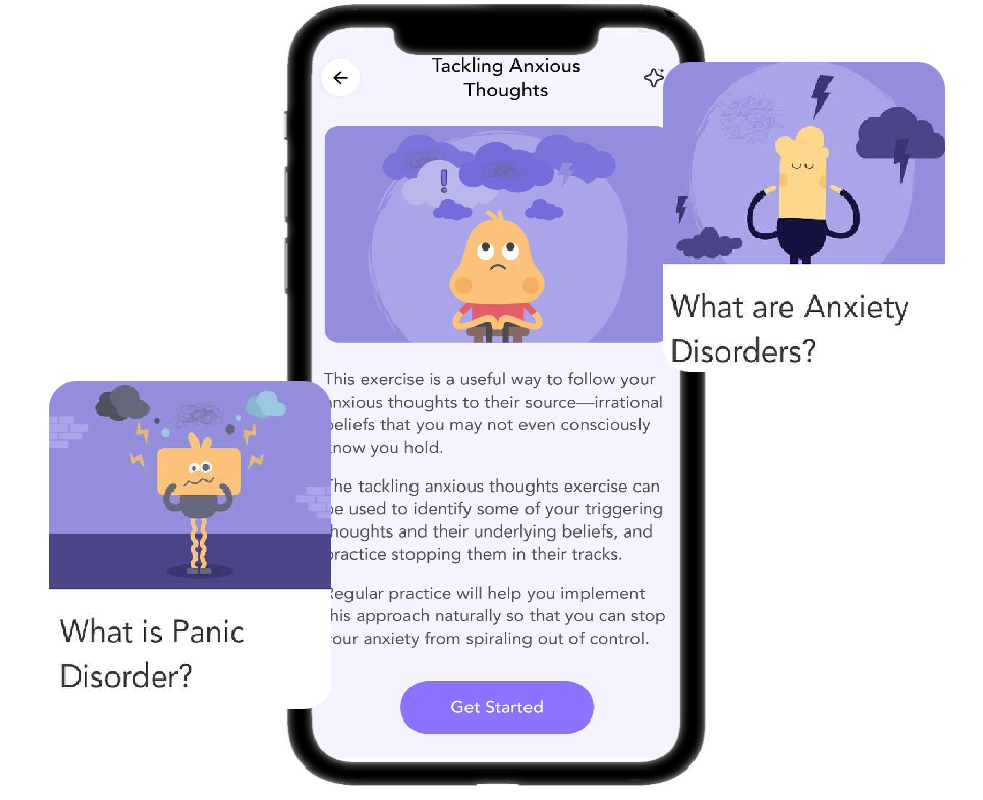 Tackling Anxious
Thoughts
!
What are Anxiety
Disorders?
This exercise is a useful way to follow your
anxious thoughts to their source—irrational
beliefs that you may not even consciously
know you hold.
The tackling anxious thoughts exercise can
be used to identify some of your triggering
thoughts and their underlying beliefs, and
practice stopping them in their tracks.
Regular practice will help you implement
this approach naturally so that you can stop
your anxiety from spiraling out of control.
What is Panic
Disorder?
Get Started